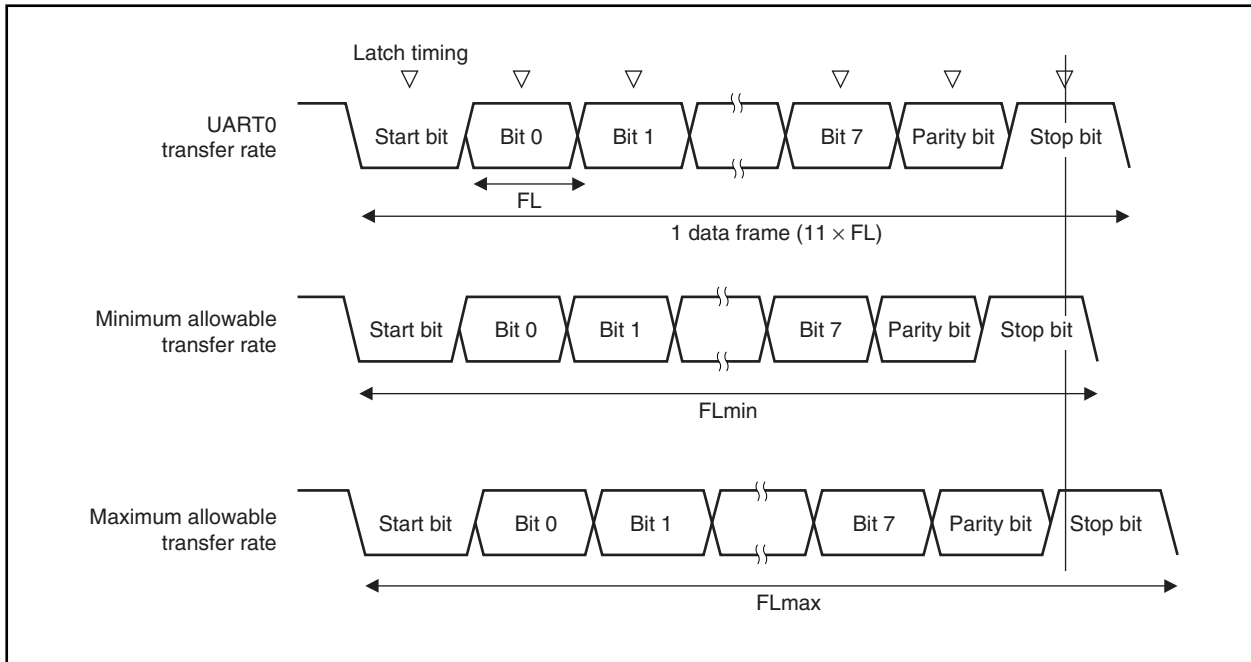 Latch timing
UART0
transfer rate
Start bit
Bit 0
Bit 1
Bit 7
Parity bit
Stop bit
FL
1 data frame (11 × FL)
Minimum allowable
transfer rate
Start bit
Bit 0
Bit 1
Bit 7
Parity bit
Stop bit
FLmin
Maximum allowable
transfer rate
Start bit
Bit 0
Bit 1
Bit 7
Parity bit
Stop bit
FLmax